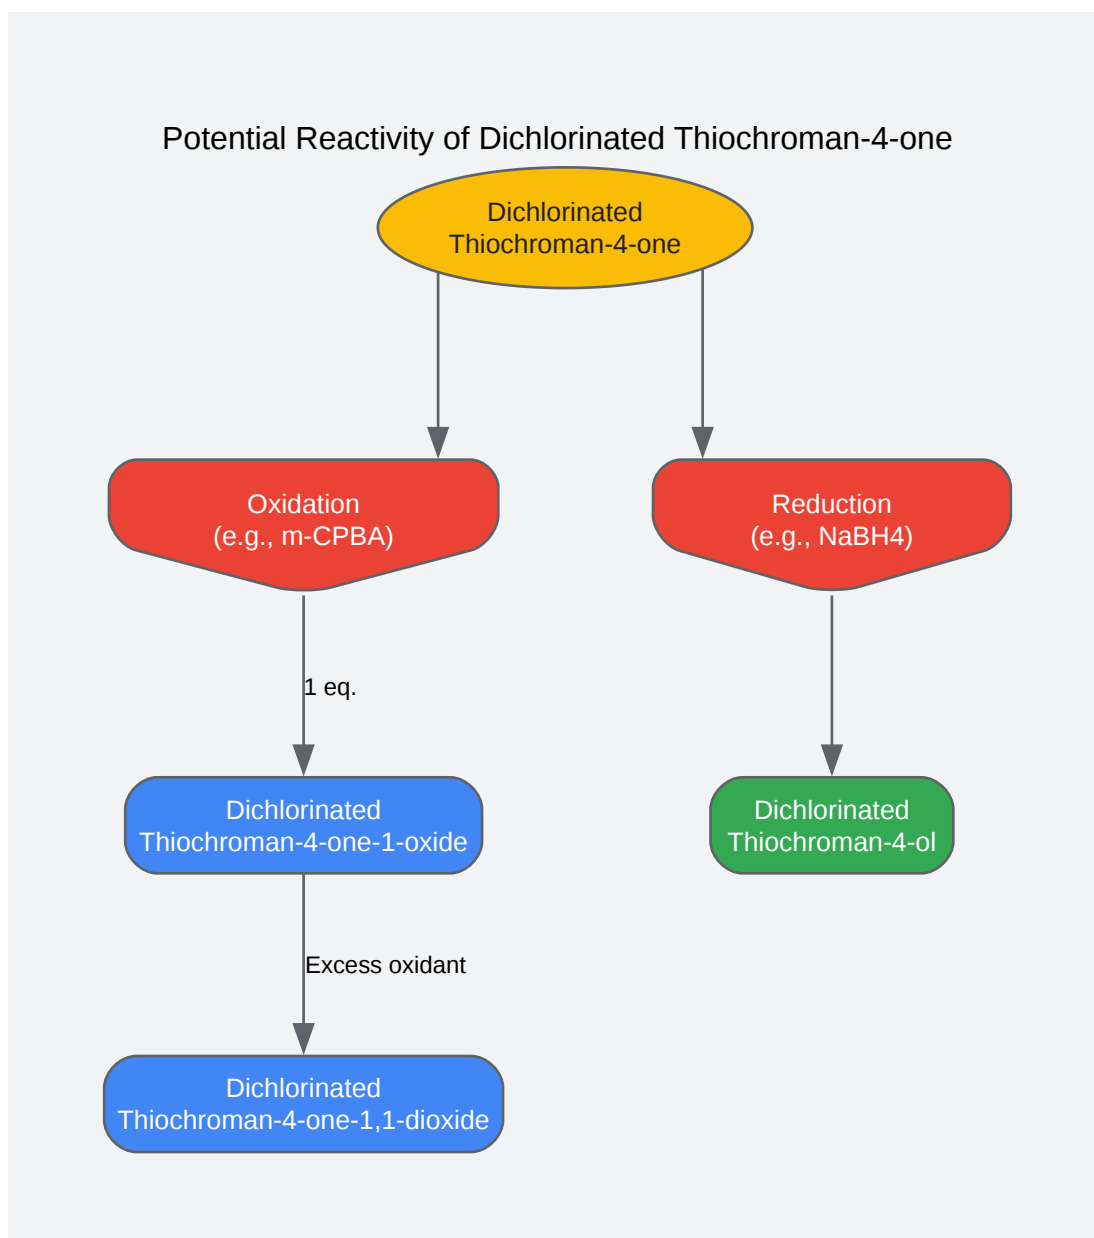 Potential Reactivity of Dichlorinated Thiochroman-4-one
Dichlorinated
Thiochroman-4-one
Oxidation
(e.g., m-CPBA)
Reduction
(e.g., NaBH4)
1 eq.
Dichlorinated
Thiochroman-4-one-1-oxide
Dichlorinated
Thiochroman-4-ol
Excess oxidant
Dichlorinated
Thiochroman-4-one-1,1-dioxide